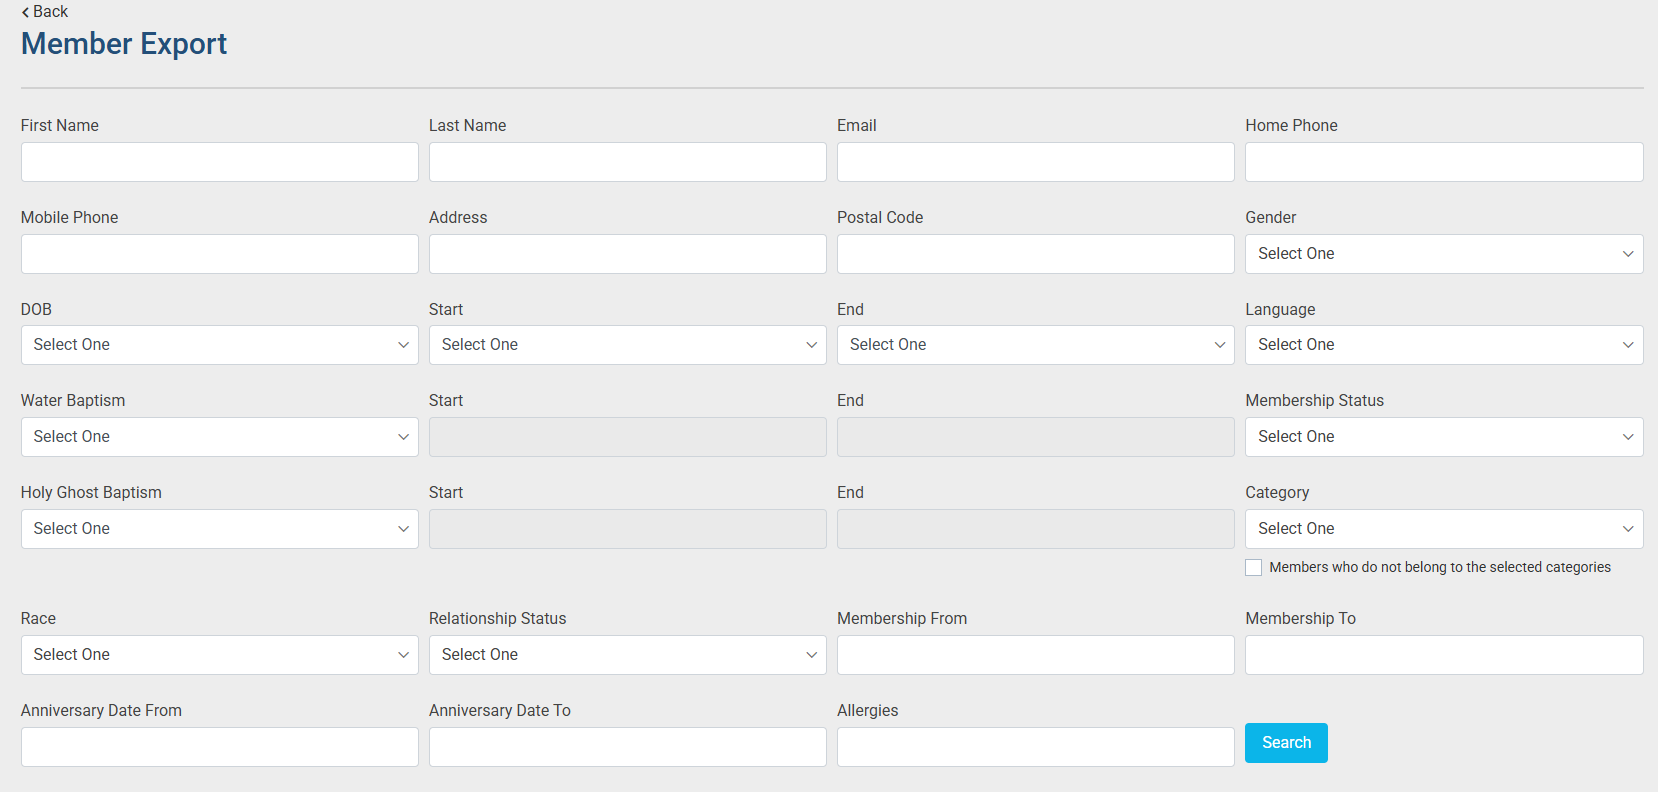 Back
Member Export
First Name Last Name Email Home Phone
Mobile Phone Address Postal Code Gender
Select One
DOB Start End Language
Select One Select One Select One Select One
Water Baptism Start End Membership Status
Select One Select One
Holy Ghost Baptism Start End Category
Select One Select One
Members who do not belong to the selected categories
Race Relationship Status Membership From Membership To
Select One Select One
Anniversary Date From Anniversary Date To Allergies
Search